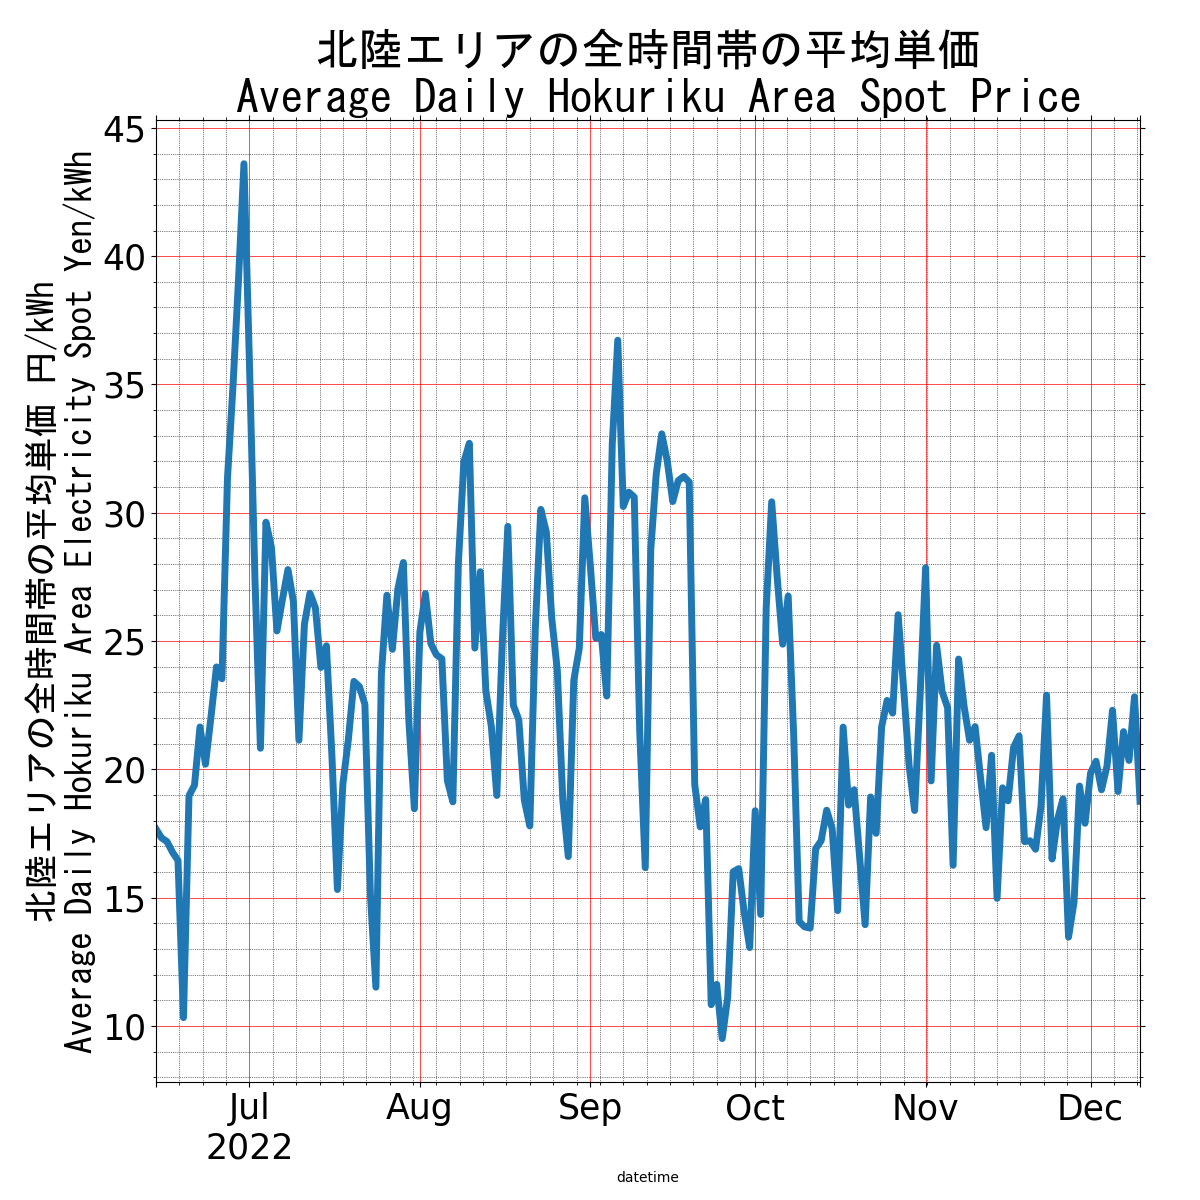 北陸エリアの全時間帯の平均単価
Average Daily Hokuriku Area Spot Price
北陸エリアの全時間帯の平均単価 円/kWh
Average Daily Hokuriku Area Electricity Spot Yen/kWh
45
40
35
30
25
20
15
10
Jul
2022
Aug
Sep
Oct
Nov
Dec
datetime